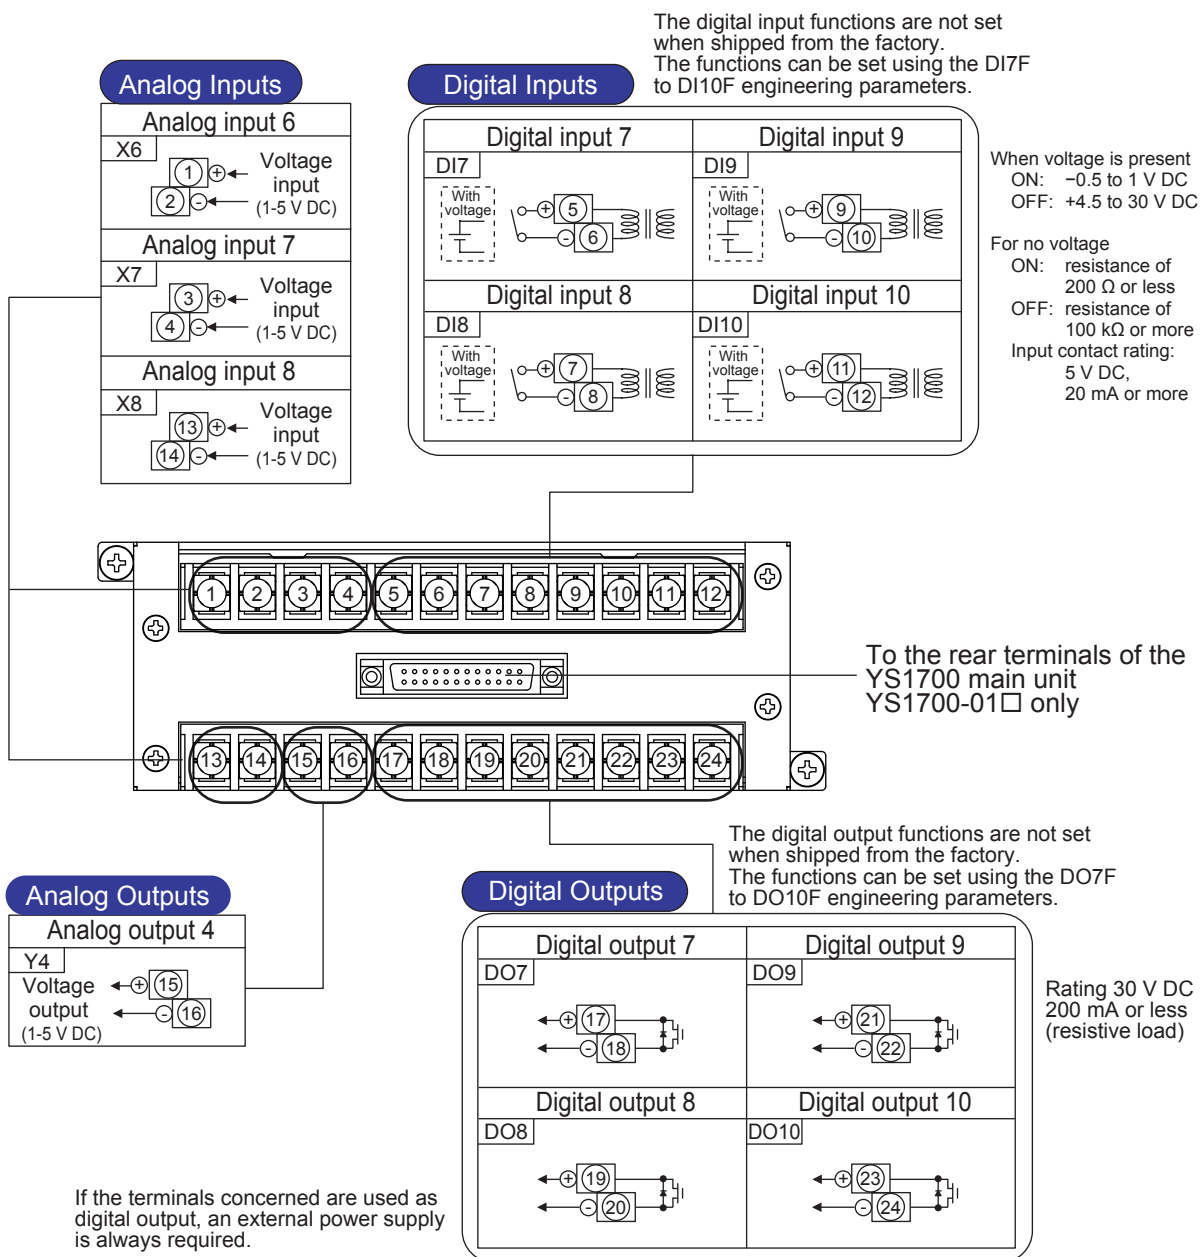 The digital input functions are not set
when shipped from the factory.
The functions can be set using the DI7F
to DI10F engineering parameters.
Analog Inputs
Analog input 6
X6
1 +
2 -
Voltage
input
(1-5 V DC)
Analog input 7
X7
3 +
4 -
Voltage
input
(1-5 V DC)
Analog input 8
X8
13 +
14 -
Voltage
input
(1-5 V DC)
Digital Inputs
Digital input 7
DI7
With
voltage
+ 5
- 6
Digital input 9
DI9
With
voltage
+ 9
- 10
Digital input 8
DI8
With
voltage
+ 7
- 8
Digital input 10
DI10
With
voltage
+ 11
- 12
When voltage is present
ON: −0.5 to 1 V DC
OFF: +4.5 to 30 V DC
For no voltage
ON: resistance of
200 Ω or less
OFF: resistance of
100 kΩ or more
Input contact rating:
5 V DC,
20 mA or more
1 2 3 4 5 6 7 8 9 10 11 12
To the rear terminals of the
YS1700 main unit
YS1700-01□ only
13 14 15 16 17 18 19 20 21 22 23 24
Analog Outputs
Analog output 4
Y4
Voltage
output
(1-5 V DC)
+ 15
- 16
The digital output functions are not set
when shipped from the factory.
The functions can be set using the DO7F
to DO10F engineering parameters.
Digital Outputs
Digital output 7
DO7
+ 17
- 18
Digital output 9
DO9
+ 21
- 22
Digital output 8
DO8
+ 19
- 20
Digital output 10
DO10
+ 23
- 24
Rating 30 V DC
200 mA or less
(resistive load)
If the terminals concerned are used as
digital output, an external power supply
is always required.